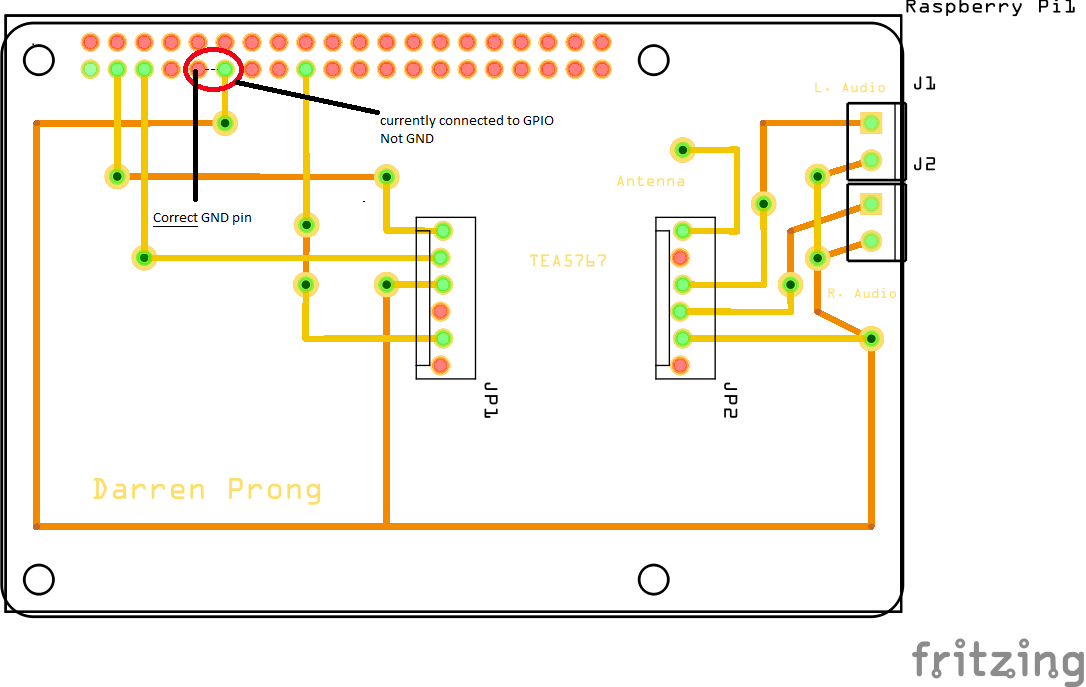 Raspberry Pi1
L. Audio
J1
currently connected to GPIO
Not GND
J2
Antenna
Correct GND pin
TEA5767
R. Audio
JP1
JP2
Darren Prong
fritzing